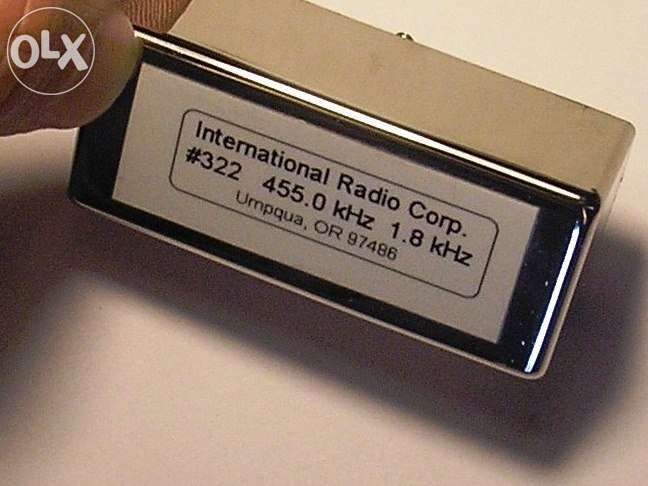 OLX
International Radio Corp.
#322 455.0 kHz 1.8 kHz
Umpqua, OR 97486